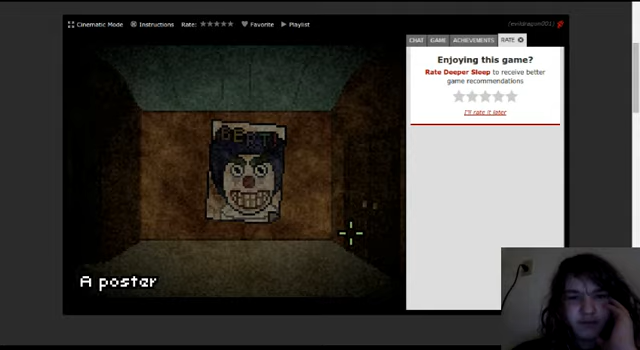 Cinematic Mode Instructions Rate: Favorite Playlist
CHAT GAME ACHIEVEMENTS RATE
Enjoying this game?
Rate Deeper Sleep to receive better
game recommendations
I'll rate it later
BERTI
A poster